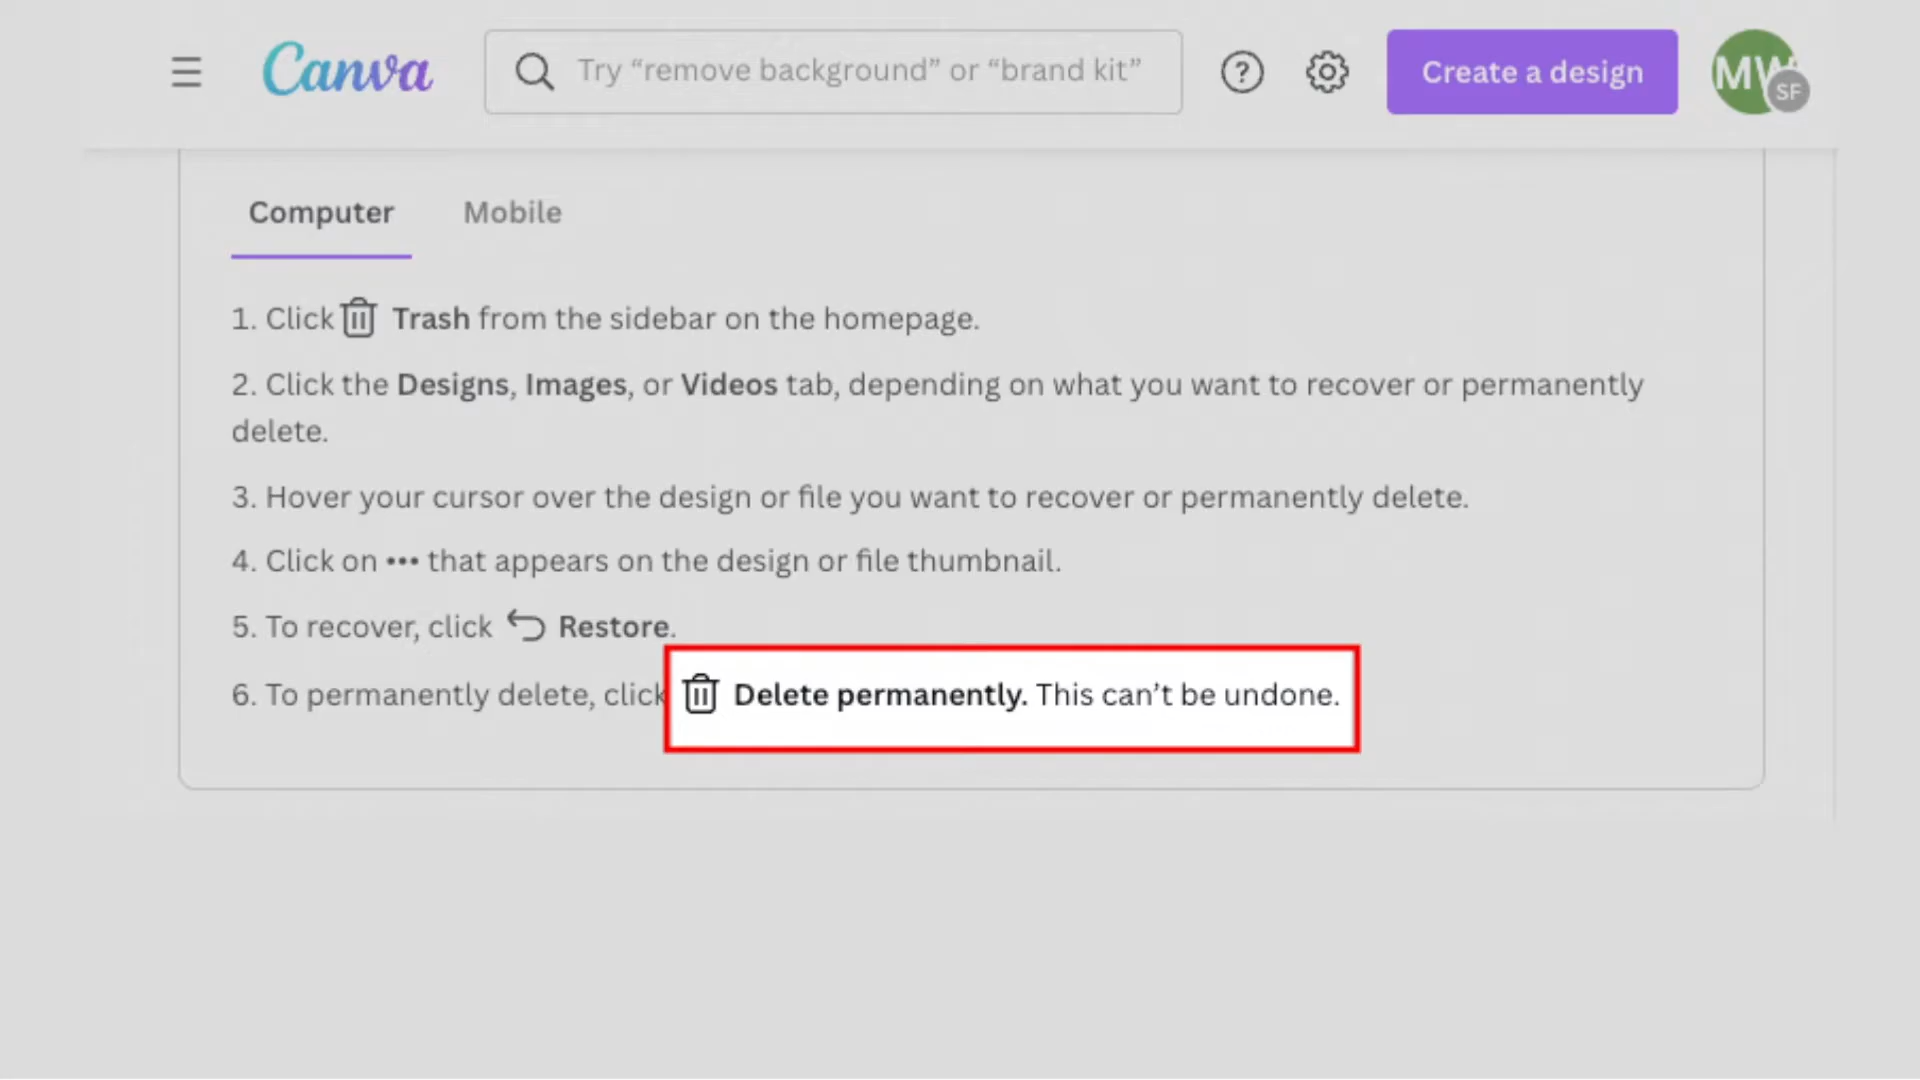 Canva
Try “remove background” or “brand kit”
Create a design
MW
SF
Computer
Mobile
1. Click Trash from the sidebar on the homepage.
2. Click the Designs, Images, or Videos tab, depending on what you want to recover or permanently
delete.
3. Hover your cursor over the design or file you want to recover or permanently delete.
4. Click on ••• that appears on the design or file thumbnail.
5. To recover, click Restore.
6. To permanently delete, click Delete permanently. This can’t be undone.